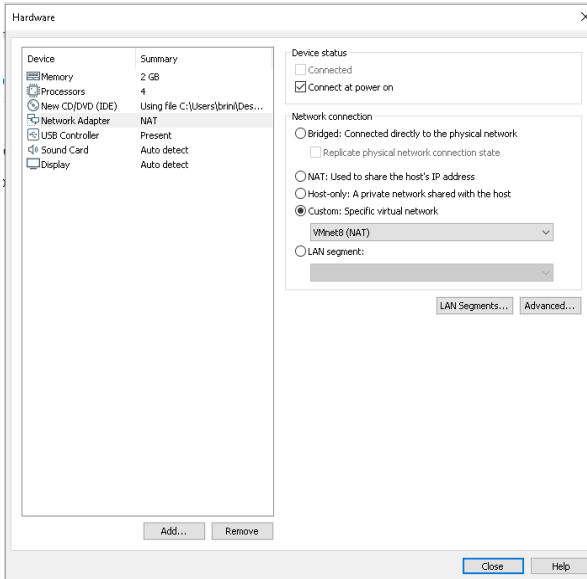 Hardware
Device Summary
Memory 2 GB
Processors 4
New CD/DVD (IDE) Using file C:\Users\brini\Des...
Network Adapter NAT
USB Controller Present
Sound Card Auto detect
Display Auto detect
Add... Remove
Device status
Connected
Connect at power on
Network connection
Bridged: Connected directly to the physical network
Replicate physical network connection state
NAT: Used to share the host's IP address
Host-only: A private network shared with the host
Custom: Specific virtual network
VMnet8 (NAT)
LAN segment:
LAN Segments... Advanced...
Close Help